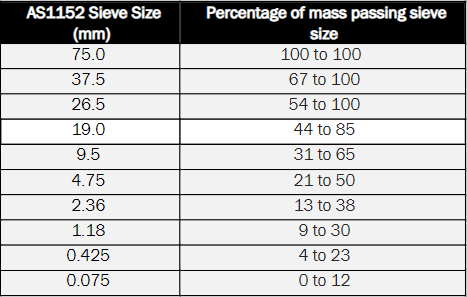 AS1152 Sieve Size (mm) Percentage of mass passing sieve size
75.0 100 to 100
37.5 67 to 100
26.5 54 to 100
19.0 44 to 85
9.5 31 to 65
4.75 21 to 50
2.36 13 to 38
1.18 9 to 30
0.425 4 to 23
0.075 0 to 12